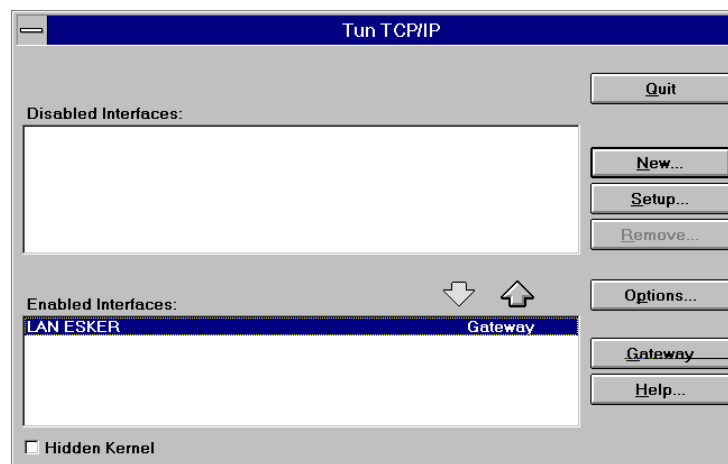 Tun TCP/IP
Quit
Disabled Interfaces:
New...
Setup...
Remove...
Options...
Enabled Interfaces:
LAN ESKER Gateway
Gateway
Help...
Hidden Kernel